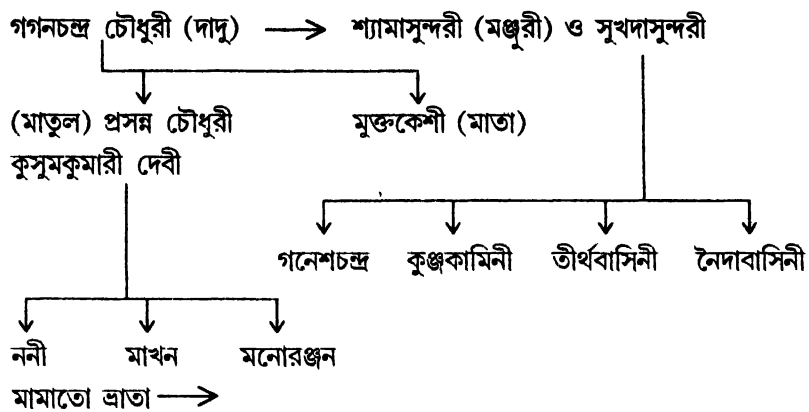 গগনচন্দ্র চৌধুরী (দাদু) → শ্যামাসুন্দরী (মঞ্জুরী) ও সুখদাসুন্দরী
(মাতুল) প্রসন্ন চৌধুরী মুক্তকেশী (মাতা)
কুসুমকুমারী দেবী
গনেশচন্দ্র কুঞ্জকামিনী তীর্থবাসিনী নৈদাবাসিনী
ননী মাখন মনোরঞ্জন
মামাতো ভ্রাতা →